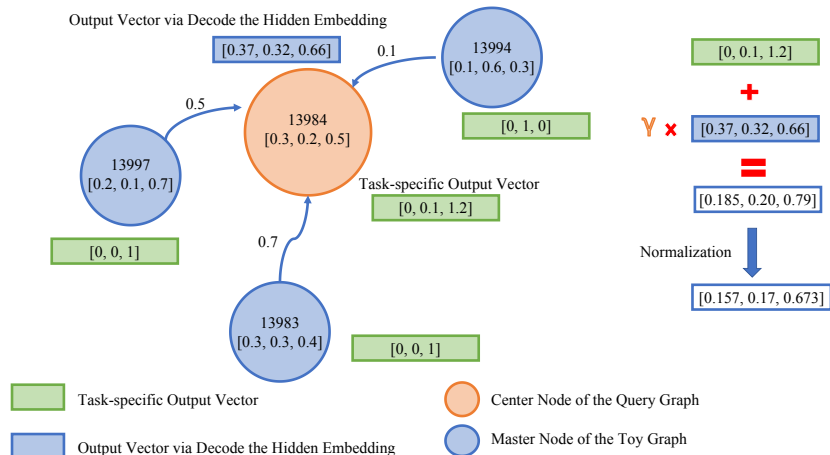 Output Vector via Decode the Hidden Embedding
[0.37, 0.32, 0.66]
0.1
13994
[0.1, 0.6, 0.3]
[0, 1, 0]
0.5
13984
[0.3, 0.2, 0.5]
13997
[0.2, 0.1, 0.7]
[0, 0, 1]
Task-specific Output Vector
[0, 0.1, 1.2]
0.7
13983
[0.3, 0.3, 0.4]
[0, 0, 1]
[0, 0.1, 1.2]
+
γ × [0.37, 0.32, 0.66]
=
[0.185, 0.20, 0.79]
Normalization
[0.157, 0.17, 0.673]
Task-specific Output Vector
Center Node of the Query Graph
Output Vector via Decode the Hidden Embedding
Master Node of the Toy Graph